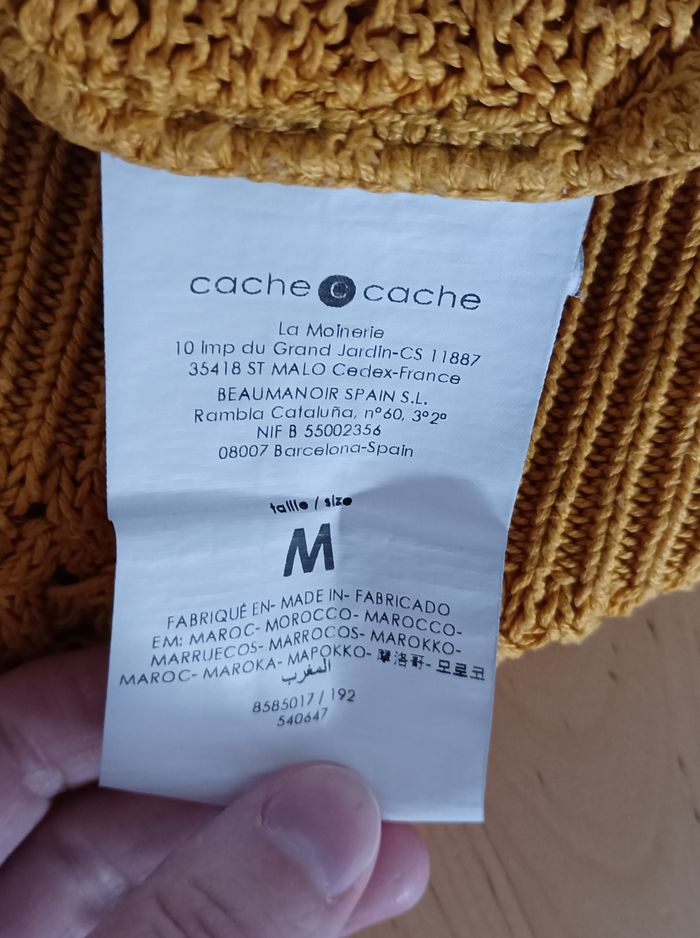 cache c cache
La Moinerie
10 Imp du Grand Jardin-CS 11887
35418 ST MALO Cedex-France
BEAUMANOIR SPAIN S.L.
Rambla Cataluña, nº60, 3º2º
NIF B 55002356
08007 Barcelona-Spain
taille / size
M
FABRIQUÉ EN- MADE IN- FABRICADO
EM: MAROC- MOROCCO- MAROCCO-
MARRUECOS- MARROCOS- MAROKKO-
MAROC- MAROKA- МАРОККО- 摩洛哥- 모로코
المغرب
8585017 / 192
540647